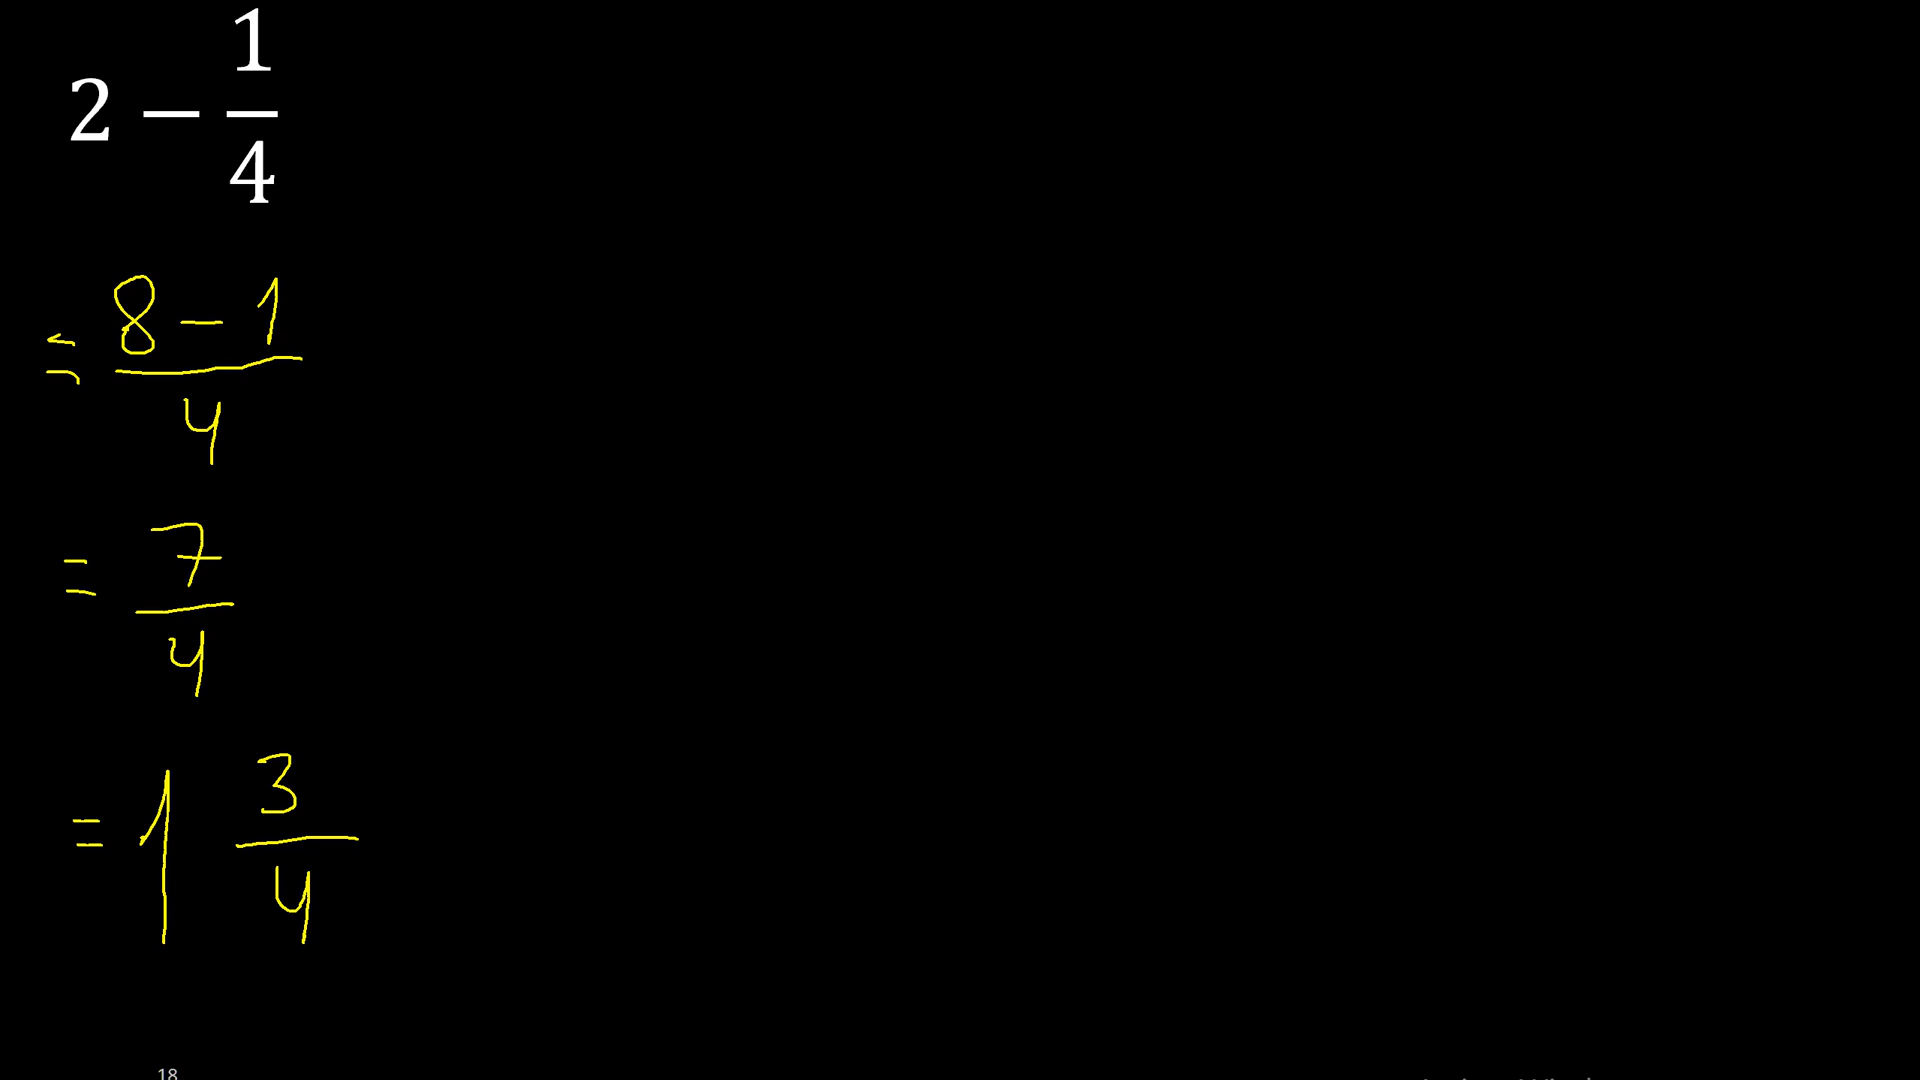 2 − 1/4
= (8 − 1)/4
= 7/4
= 1 3/4
18